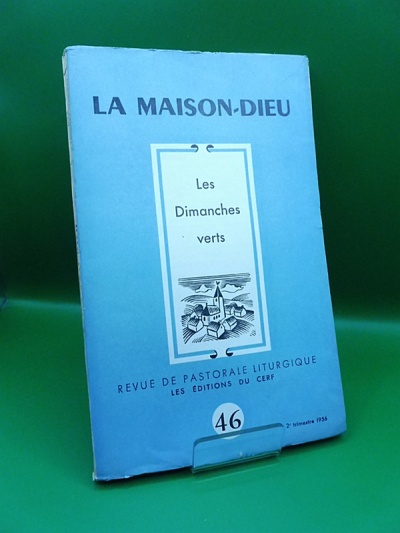 LA MAISON-DIEU
Les
Dimanches
verts
REVUE DE PASTORALE LITURGIQUE
LES ÉDITIONS DU CERF
46
2e trimestre 1956